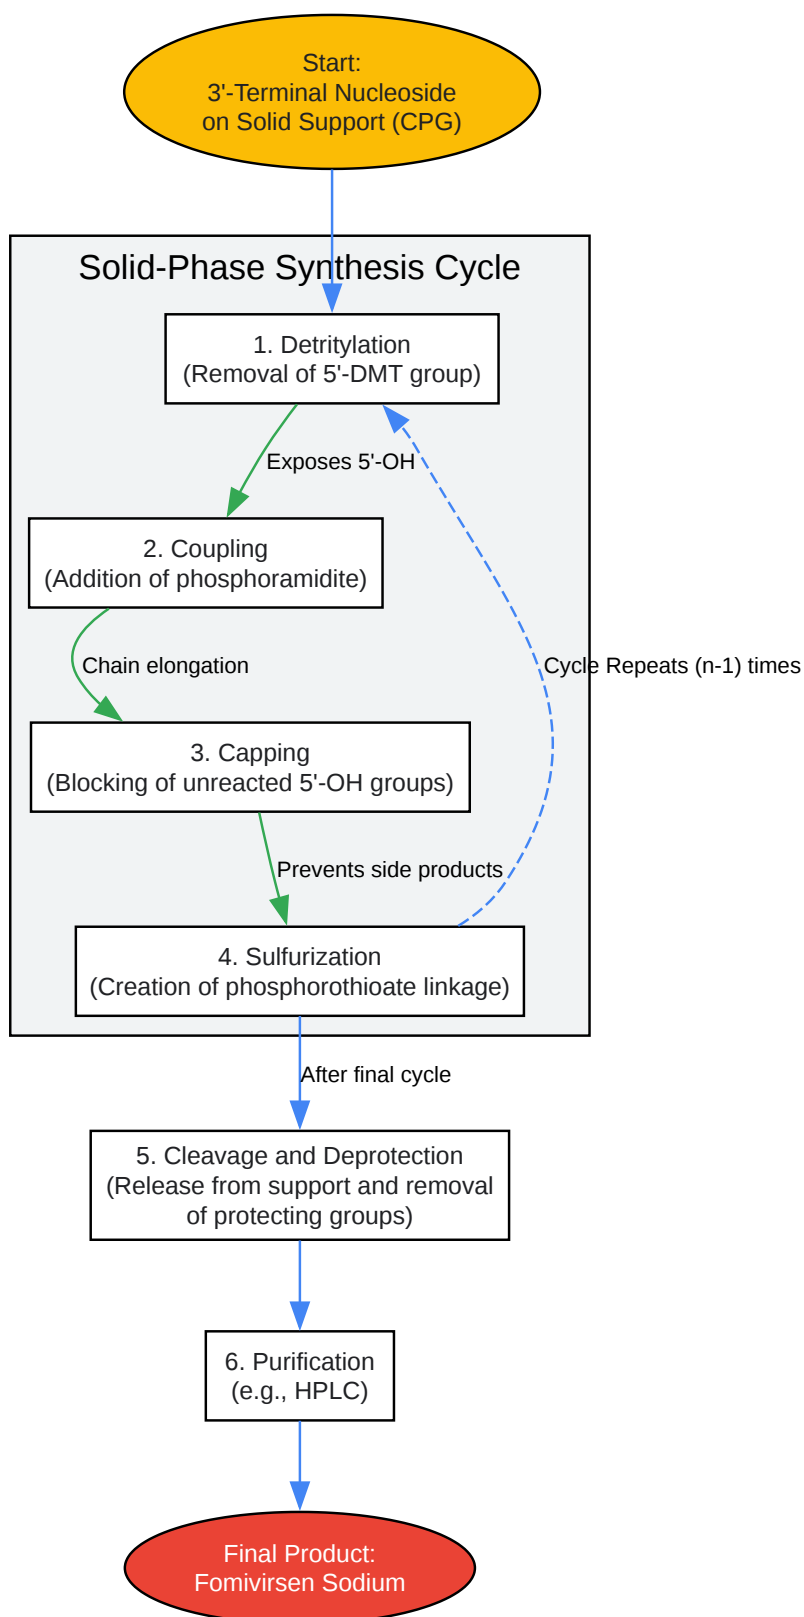 Start:
3'-Terminal Nucleoside
on Solid Support (CPG)
Solid-Phase Synthesis Cycle
1. Detritylation
(Removal of 5'-DMT group)
Exposes 5'-OH
2. Coupling
(Addition of phosphoramidite)
Chain elongation
Cycle Repeats (n-1) times
3. Capping
(Blocking of unreacted 5'-OH groups)
Prevents side products
4. Sulfurization
(Creation of phosphorothioate linkage)
After final cycle
5. Cleavage and Deprotection
(Release from support and removal
of protecting groups)
6. Purification
(e.g., HPLC)
Final Product:
Fomivirsen Sodium